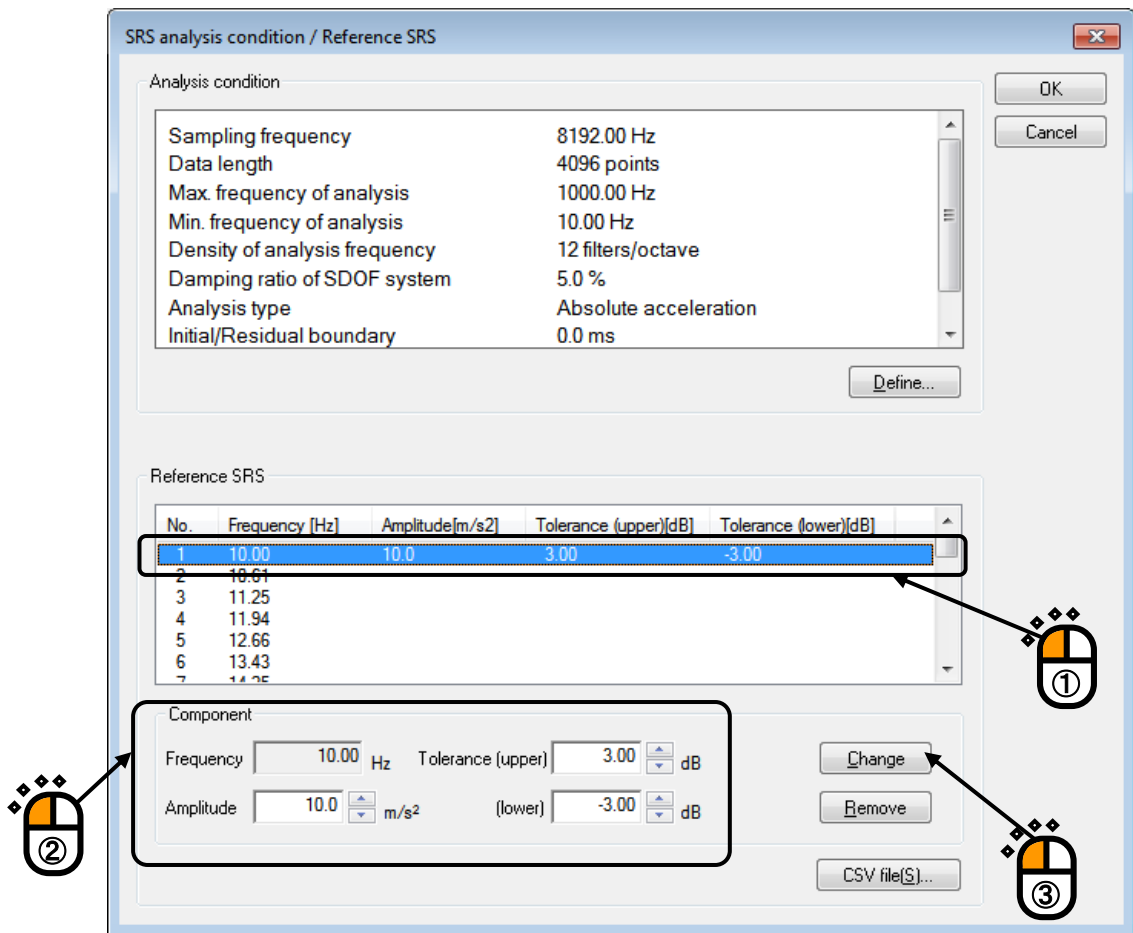 SRS analysis condition / Reference SRS
Analysis condition
OK
Cancel
Sampling frequency 8192.00 Hz
Data length 4096 points
Max. frequency of analysis 1000.00 Hz
Min. frequency of analysis 10.00 Hz
Density of analysis frequency 12 filters/octave
Damping ratio of SDOF system 5.0 %
Analysis type Absolute acceleration
Initial/Residual boundary 0.0 ms
Define...
Reference SRS
No. Frequency [Hz] Amplitude[m/s2] Tolerance (upper)[dB] Tolerance (lower)[dB]
1 10.00 10.0 3.00 -3.00
2 10.61
3 11.25
4 11.94
5 12.66
6 13.43
7 14.25
①
Component
Frequency 10.00 Hz Tolerance (upper) 3.00 dB
Change
Amplitude 10.0 m/s2 (lower) -3.00 dB
Remove
②
CSV file(S)...
③